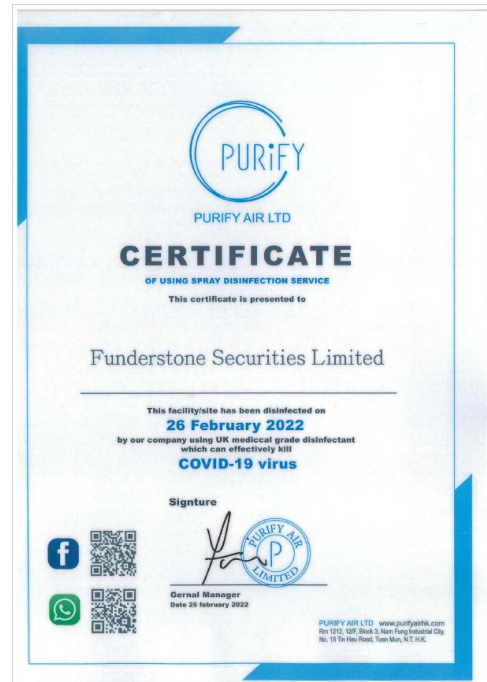 PURiFY
PURIFY AIR LTD
CERTIFICATE
OF USING SPRAY DISINFECTION SERVICE
This certificate is presented to
Funderstone Securities Limited
This facility/site has been disinfected on
26 February 2022
by our company using UK mediccal grade disinfectant
which can effectively kill
COVID-19 virus
Signture
PURIFY AIR
P
LIMITED
Gernal Manager
Date 26 february 2022
PURIFY AIR LTD www.purifyairhk.com
Rm 1212, 12/F, Block 3, Nam Fung Industrial City,
No. 18 Tin Hau Road, Tuen Mun, N.T. H.K.